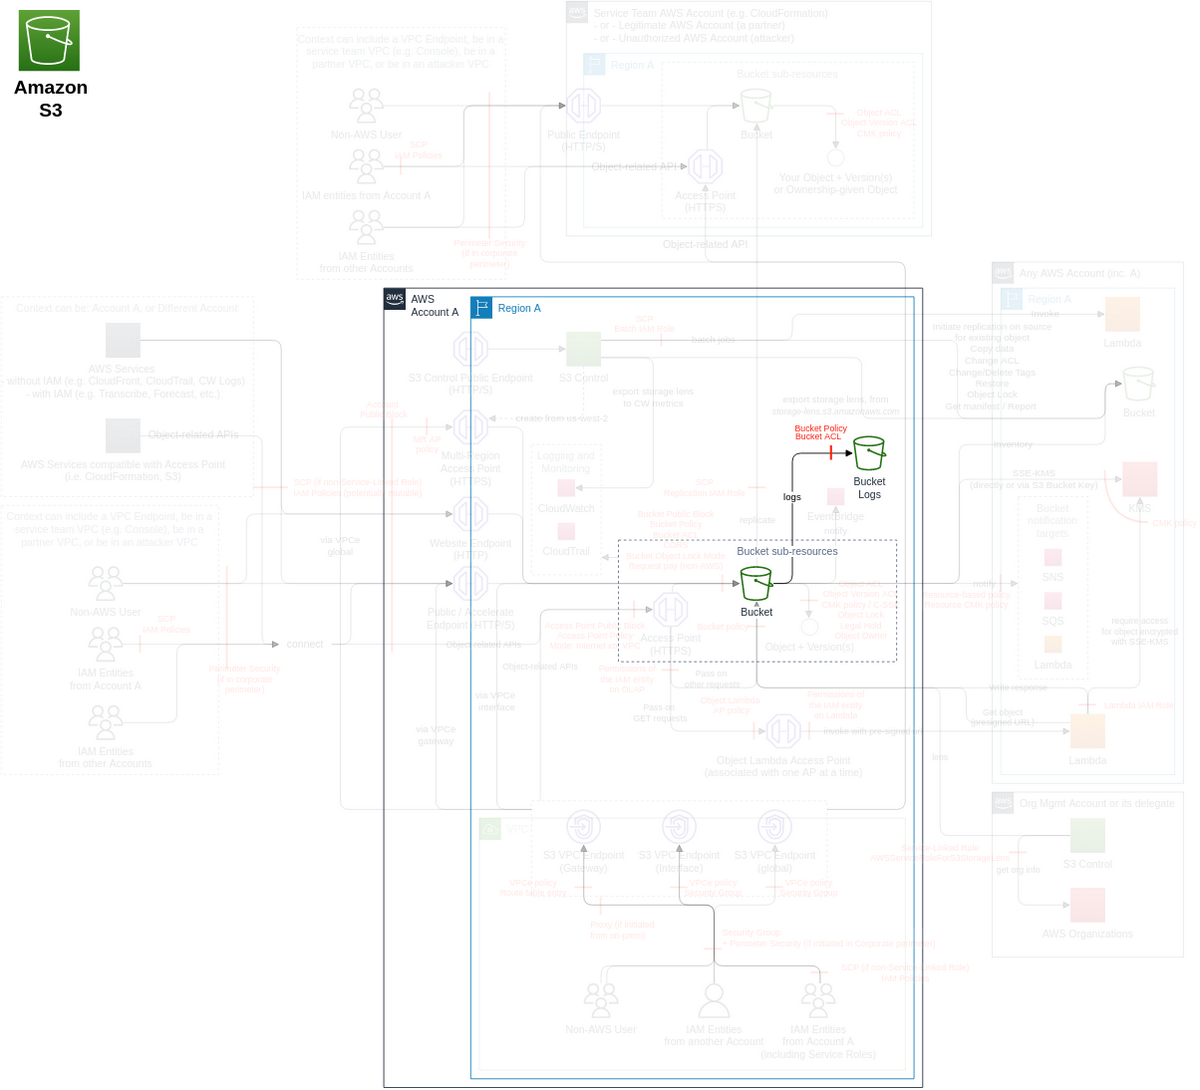 Amazon
S3
Service Team AWS Account (e.g. CloudFormation)
- or - Legitimate AWS Account (a partner)
- or - Unauthorized AWS Account (attacker)
Region A
Bucket sub-resources
Context can include a VPC Endpoint, be in a
service team VPC (e.g. Console), be in a
partner VPC, or be in an attacker VPC
Non-AWS User
SCP
IAM Policies
IAM entities from Account A
IAM Entities
from other Accounts
Perimeter Security
(if in corporate
perimeter)
Public Endpoint
(HTTP/S)
Bucket
Object ACL
Object Version ACL
CMK policy
Object-related API
Access Point
(HTTPS)
Your Object + Version(s)
or Ownership-given Object
Object-related API
AWS
Account A
Region A
Context can be: Account A, or Different Account
AWS Services
- without IAM (e.g. CloudFront, CloudTrail, CW Logs)
- with IAM (e.g. Transcribe, Forecast, etc.)
Object-related APIs
AWS Services compatible with Access Point
(i.e. CloudFormation, S3)
SCP (if non-Service-Linked Role)
IAM Policies (potentially mutable)
Context can include a VPC Endpoint, be in a
service team VPC (e.g. Console), be in a
partner VPC, or be in an attacker VPC
Non-AWS User
SCP
IAM Policies
IAM Entities
from Account A
IAM Entities
from other Accounts
Perimeter Security
(if in corporate
perimeter)
connect
via VPCe
global
Account
Public Block
MR AP
policy
S3 Control Public Endpoint
(HTTP/S)
S3 Control
SCP
Batch IAM Role
batch jobs
export storage lens
to CW metrics
create from us-west-2
Multi-Region
Access Point
(HTTPS)
Logging and
Monitoring
CloudWatch
CloudTrail
Website Endpoint
(HTTP)
Public / Accelerate
Endpoint (HTTP/S)
export storage lens, from
storage-lens.s3.amazonaws.com
Bucket Policy
Bucket ACL
Bucket
Logs
logs
SCP
Replication IAM Role
replicate
Eventbridge
notify
Bucket Public Block
Bucket Policy
Bucket ACL
CORS
Bucket Object Lock Mode
Request pay (non-AWS)
Bucket sub-resources
Bucket
Object ACL
Object Version ACL
Object Lock
Legal Hold
Object Owner
Object + Version(s)
Bucket policy
Access Point
(HTTPS)
Access Point Public Block
Access Point Policy
Mode: Internet or VPC
Object-related APIs
Object-related APIs
Permissions of
the IAM entity
on OLAP
Pass on
other requests
Pass on
GET requests
Object Lambda
AP policy
Permissions of
the IAM entity
on Lambda
invoke with pre-signed url
Object Lambda Access Point
(associated with one AP at a time)
via VPCe
interface
via VPCe
gateway
VPC
S3 VPC Endpoint
(Gateway)
S3 VPC Endpoint
(Interface)
S3 VPC Endpoint
(global)
VPCe policy
Route table entry
VPCe policy
Security Group
VPCe policy
Security Group
Proxy (if initiated
from on-prem)
Security Group
+ Perimeter Security (if initiated in Corporate perimeter)
SCP (if non-Service-Linked Role)
IAM Policies
Non-AWS User
IAM Entities
from another Account
IAM Entities
from Account A
(including Service Roles)
Any AWS Account (inc. A)
Region A
invoke
Lambda
Initiate replication on source
for existing object
Copy data
Change ACL
Change/Delete Tags
Restore
Object Lock
Get manifest / Report
Bucket
inventory
SSE-KMS
(directly or via S3 Bucket Key)
KMS
CMK policy
Bucket
notification
targets
SNS
SQS
Lambda
notify
Resource-based policy
Resource CMK policy
require access
for object encrypted
with SSE-KMS
Write response
Get object
(presigned URL)
Lambda IAM Role
Lambda
lens
Org Mgmt Account or its delegate
S3 Control
Service-Linked Role
AWSServiceRoleForS3StorageLens
get org info
AWS Organizations